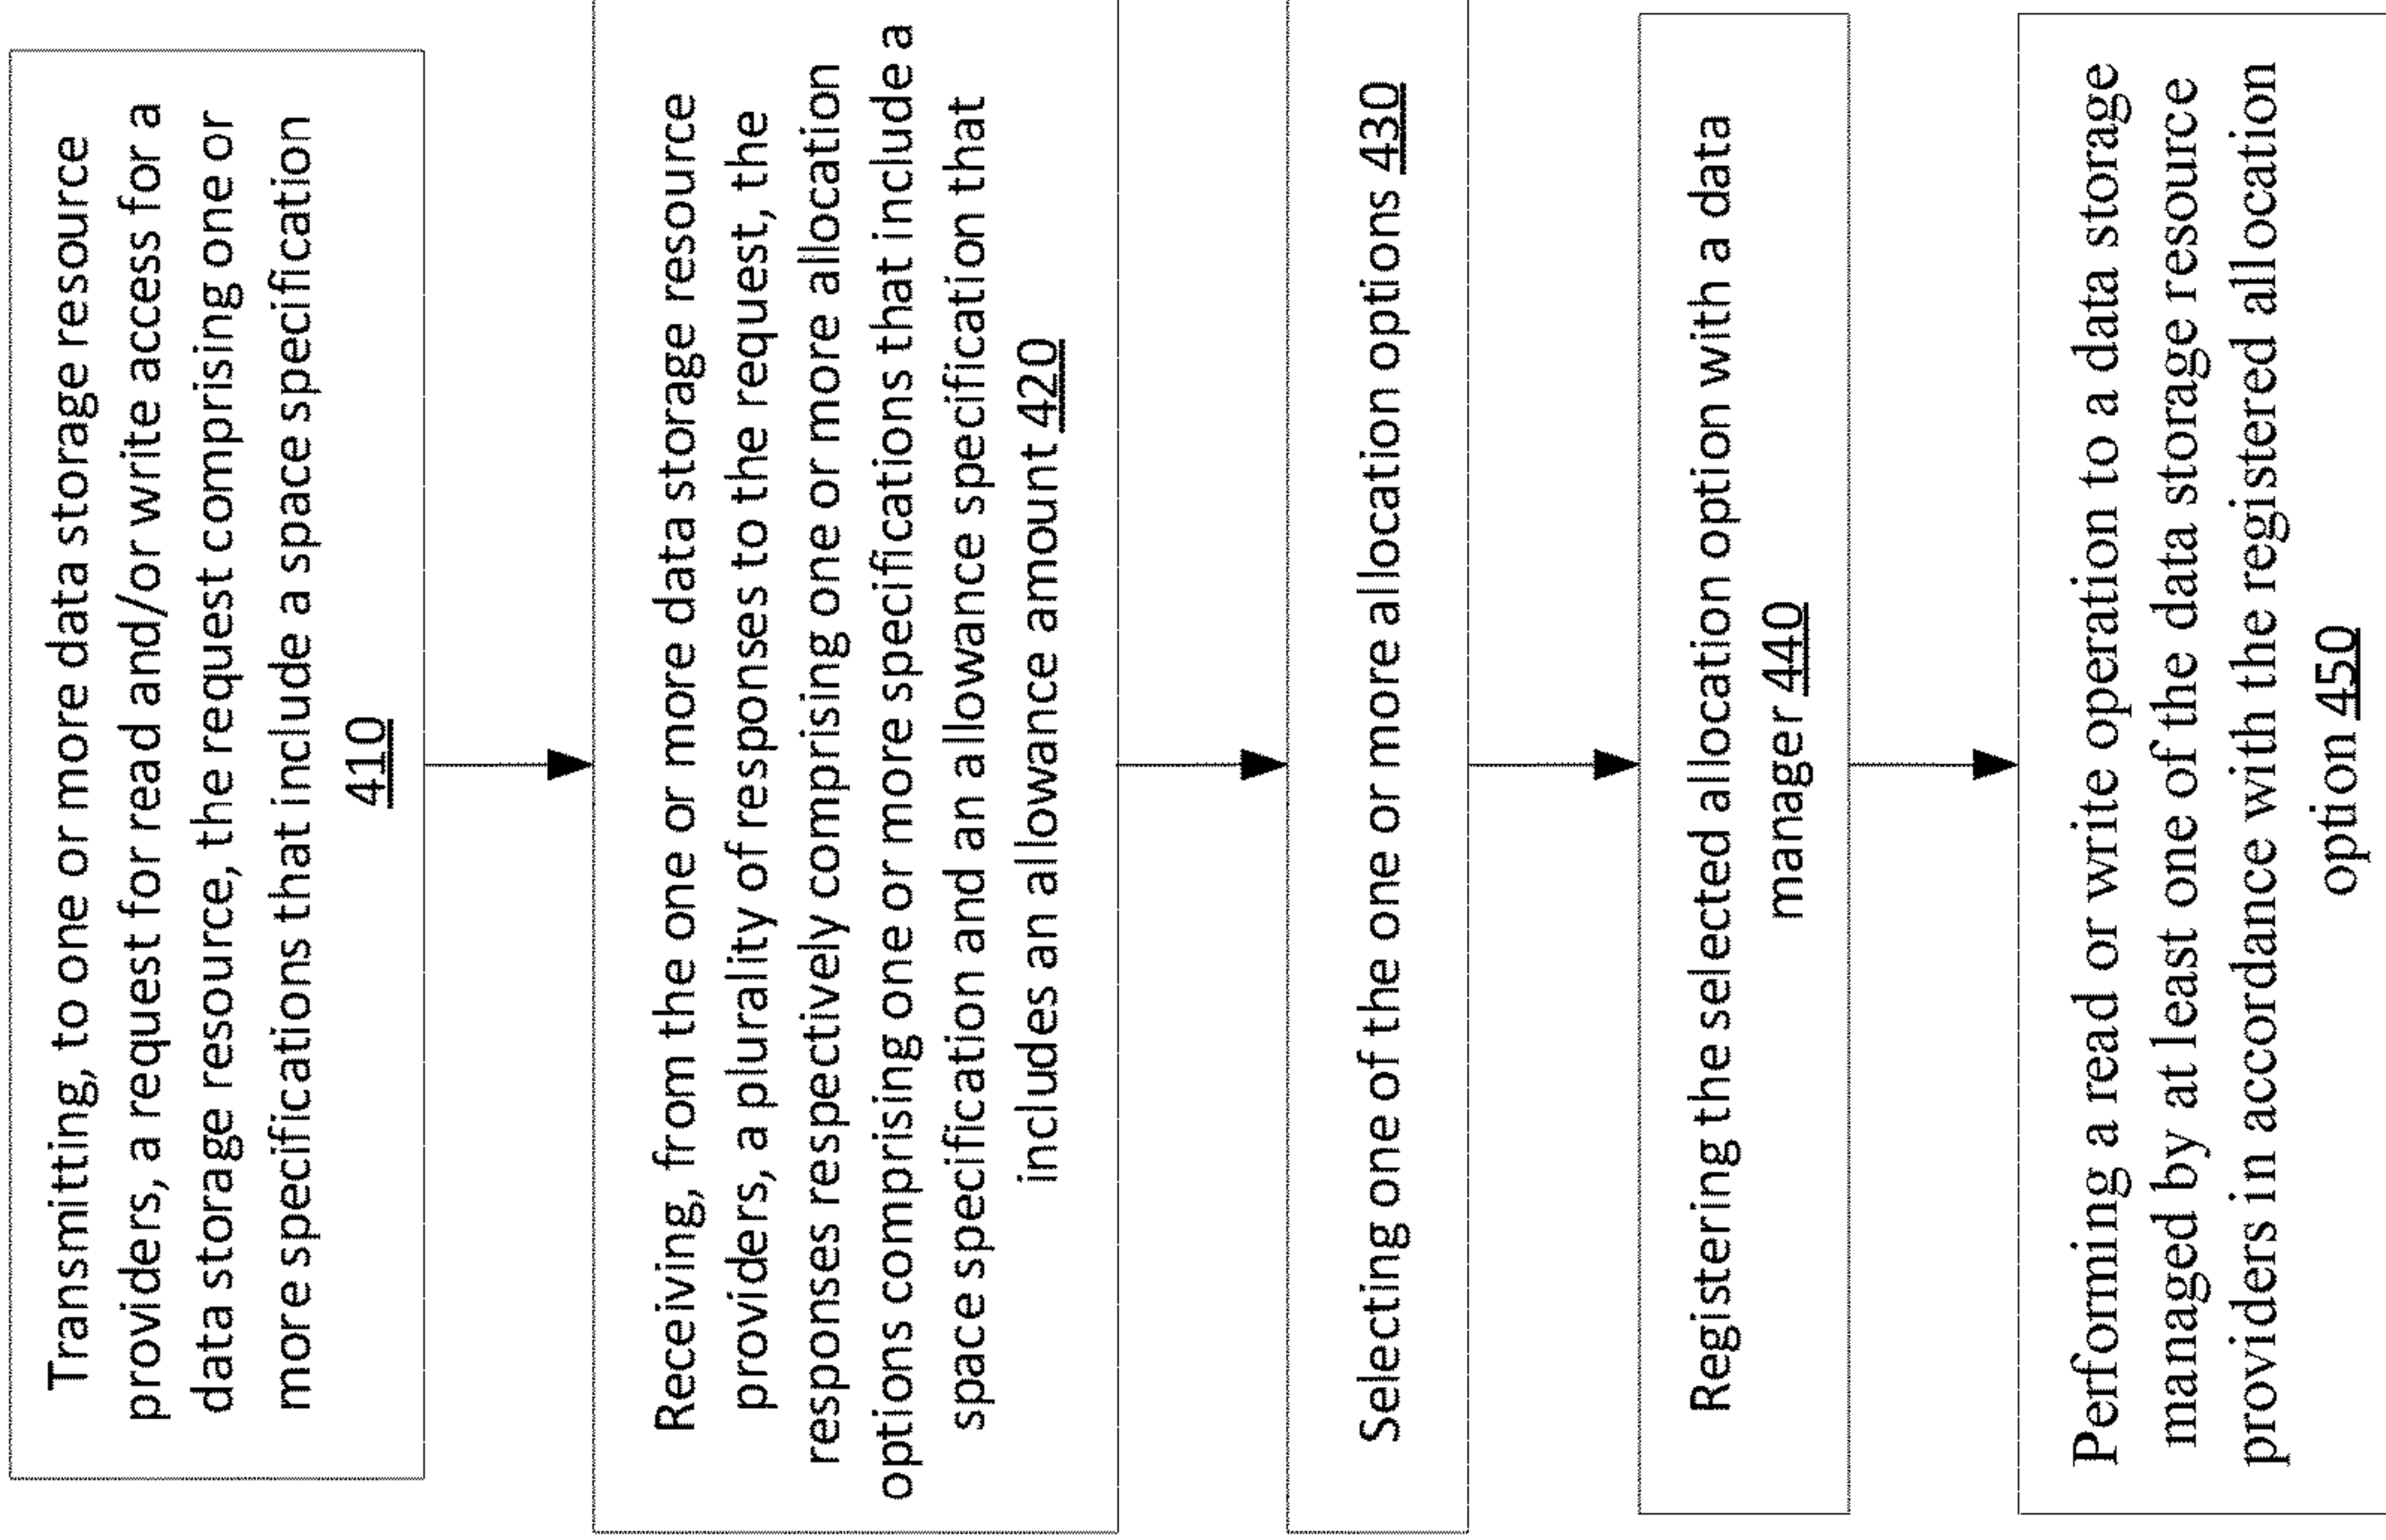 Transmitting, to one or more data storage resource
providers, a request for read and/or write access for a
data storage resource, the request comprising one or
more specifications that include a space specification
410
Receiving, from the one or more data storage resource
providers, a plurality of responses to the request, the
responses respectively comprising one or more allocation
options comprising one or more specifications that include a
space specification and an allowance specification that
includes an allowance amount 420
Selecting one of the one or more allocation options 430
Registering the selected allocation option with a data
manager 440
Performing a read or write operation to a data storage
managed by at least one of the data storage resource
providers in accordance with the registered allocation
option 450